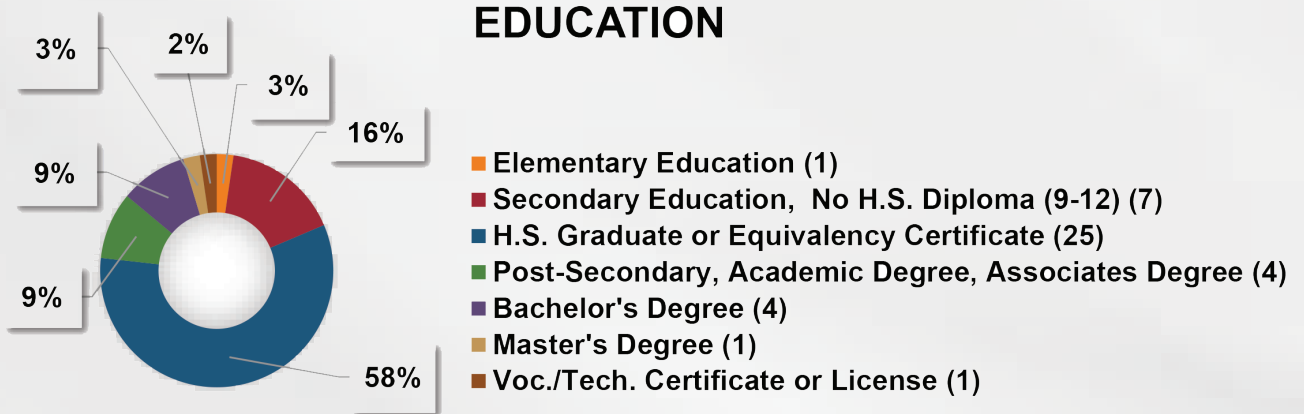 EDUCATION
3%
2%
3%
16%
9%
9%
58%
Elementary Education (1)
Secondary Education, No H.S. Diploma (9-12) (7)
H.S. Graduate or Equivalency Certificate (25)
Post-Secondary, Academic Degree, Associates Degree (4)
Bachelor's Degree (4)
Master's Degree (1)
Voc./Tech. Certificate or License (1)